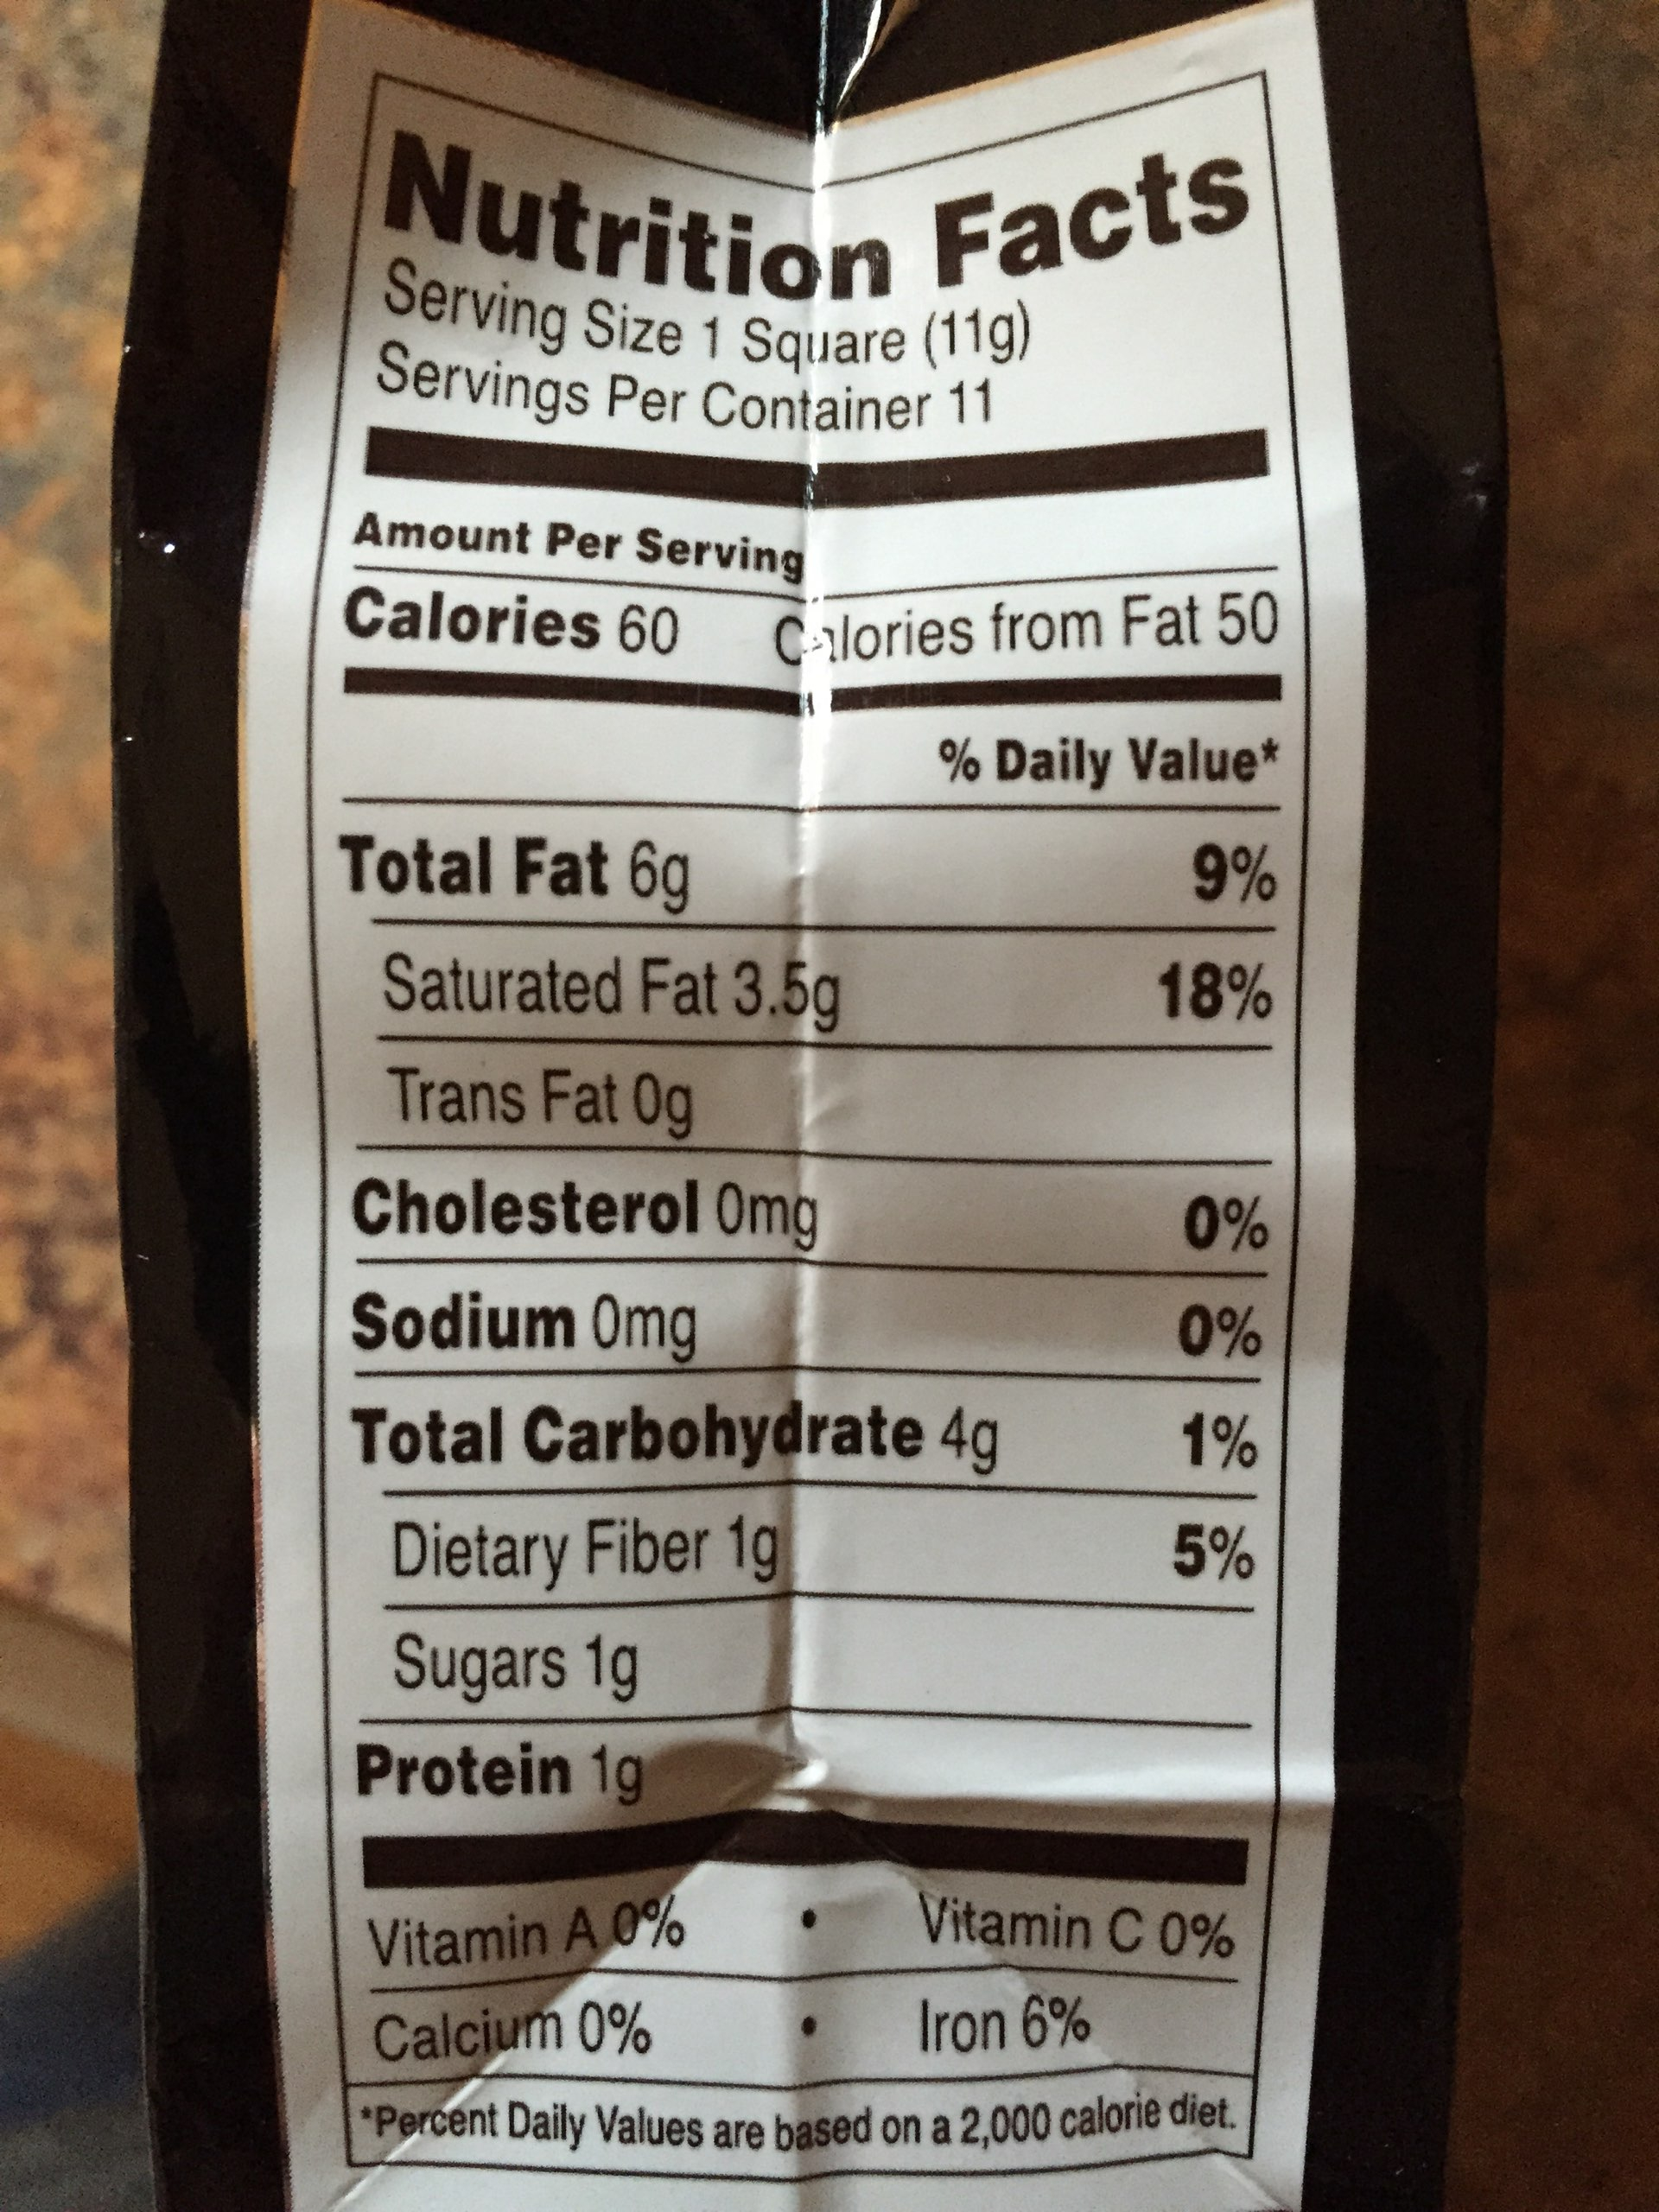 Nutrition Facts
Serving Size 1 Square (11g)
Servings Per Container 11
Amount Per Serving
Calories 60 Calories from Fat 50
% Daily Value*
Total Fat 6g 9%
Saturated Fat 3.5g 18%
Trans Fat 0g
Cholesterol 0mg 0%
Sodium 0mg 0%
Total Carbohydrate 4g 1%
Dietary Fiber 1g 5%
Sugars 1g
Protein 1g
Vitamin A 0% • Vitamin C 0%
Calcium 0% • Iron 6%
*Percent Daily Values are based on a 2,000 calorie diet.